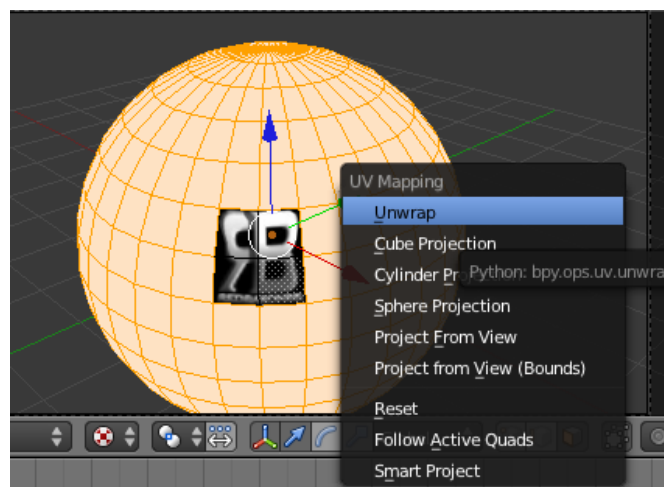 UV Mapping
Unwrap
Cube Projection
Cylinder Pr
Python: bpy.ops.uv.unwra
Sphere Projection
Project From View
Project from View (Bounds)
Reset
Follow Active Quads
Smart Project